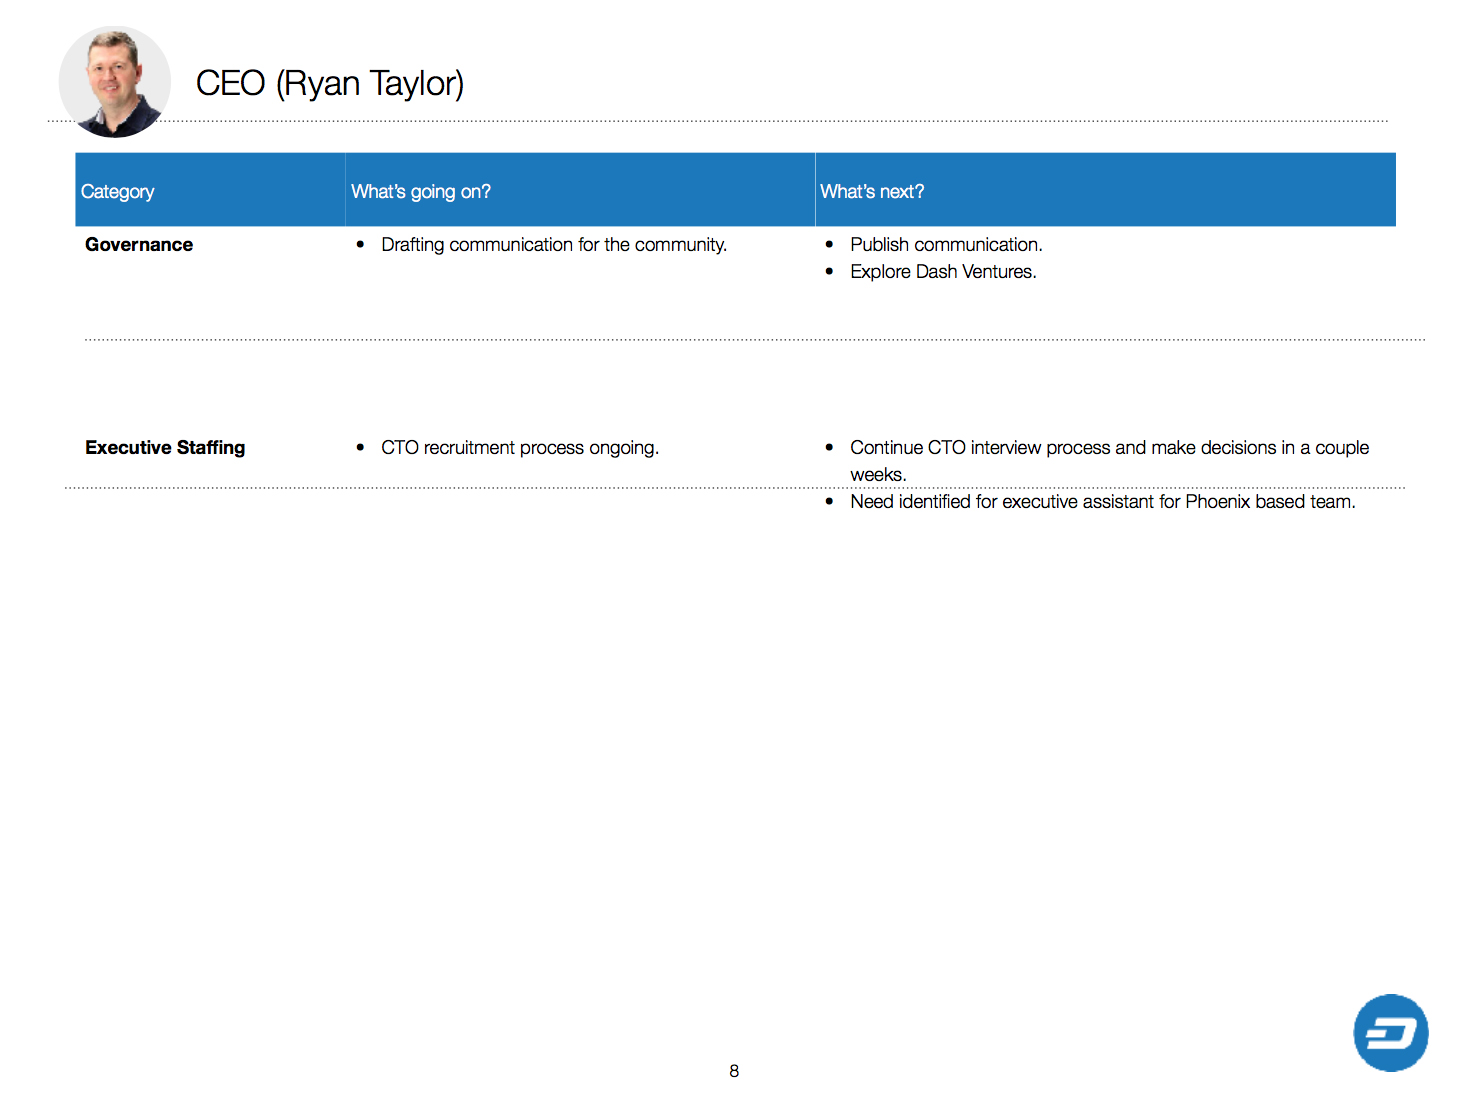 CEO (Ryan Taylor)
Category What's going on? What's next?
Governance • Drafting communication for the community. • Publish communication.
• Explore Dash Ventures.
Executive Staffing • CTO recruitment process ongoing. • Continue CTO interview process and make decisions in a couple
weeks.
• Need identified for executive assistant for Phoenix based team.
8